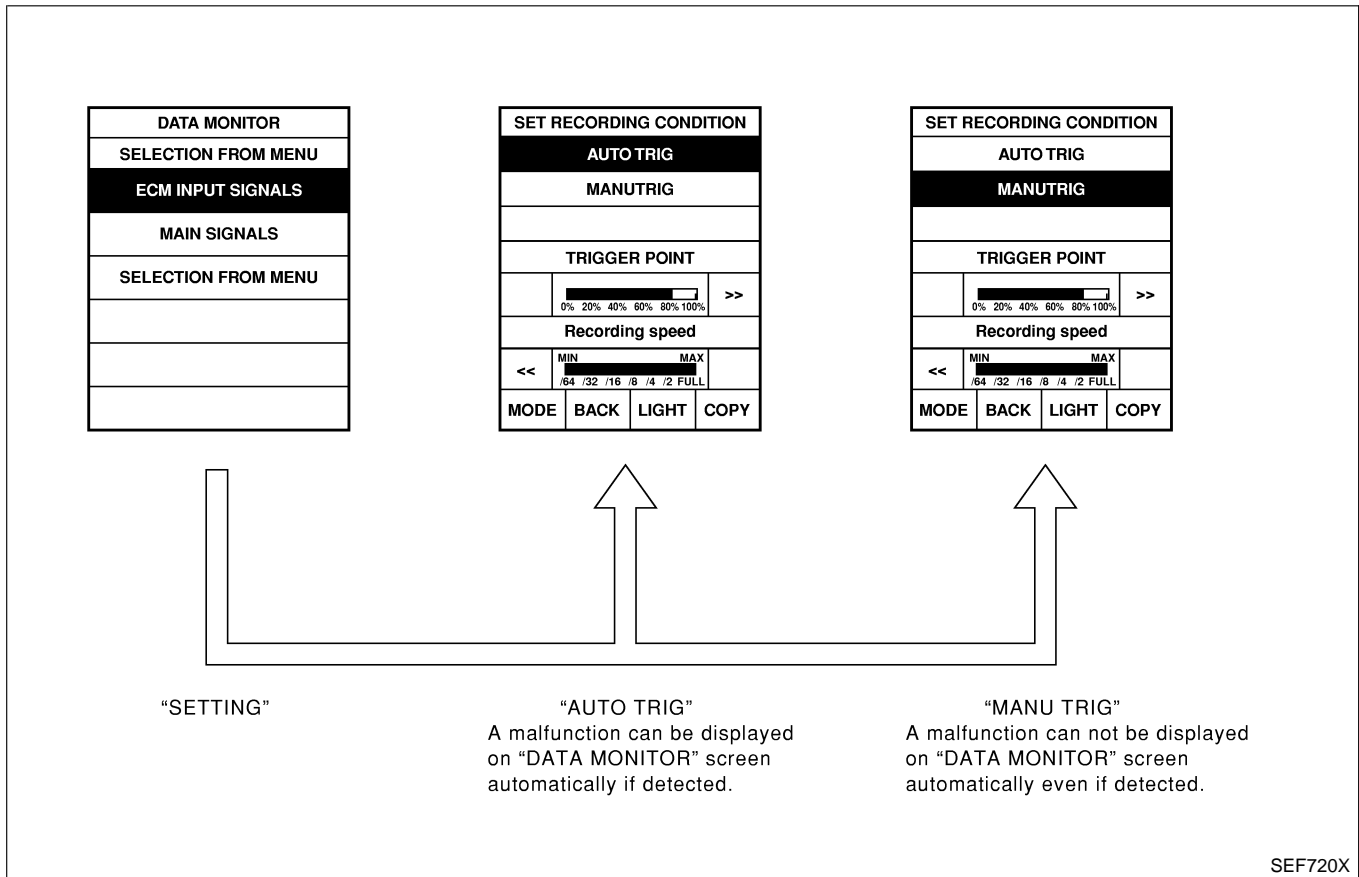 DATA MONITOR
SELECTION FROM MENU
ECM INPUT SIGNALS
MAIN SIGNALS
SELECTION FROM MENU
SET RECORDING CONDITION
AUTO TRIG
MANUTRIG
TRIGGER POINT
>>
0% 20% 40% 60% 80% 100%
Recording speed
MIN MAX
<<
/64 /32 /16 /8 /4 /2 FULL
MODE BACK LIGHT COPY
SET RECORDING CONDITION
AUTO TRIG
MANUTRIG
TRIGGER POINT
>>
0% 20% 40% 60% 80% 100%
Recording speed
MIN MAX
<<
/64 /32 /16 /8 /4 /2 FULL
MODE BACK LIGHT COPY
“SETTING”
“AUTO TRIG”
A malfunction can be displayed
on “DATA MONITOR” screen
automatically if detected.
“MANU TRIG”
A malfunction can not be displayed
on “DATA MONITOR” screen
automatically even if detected.
SEF720X